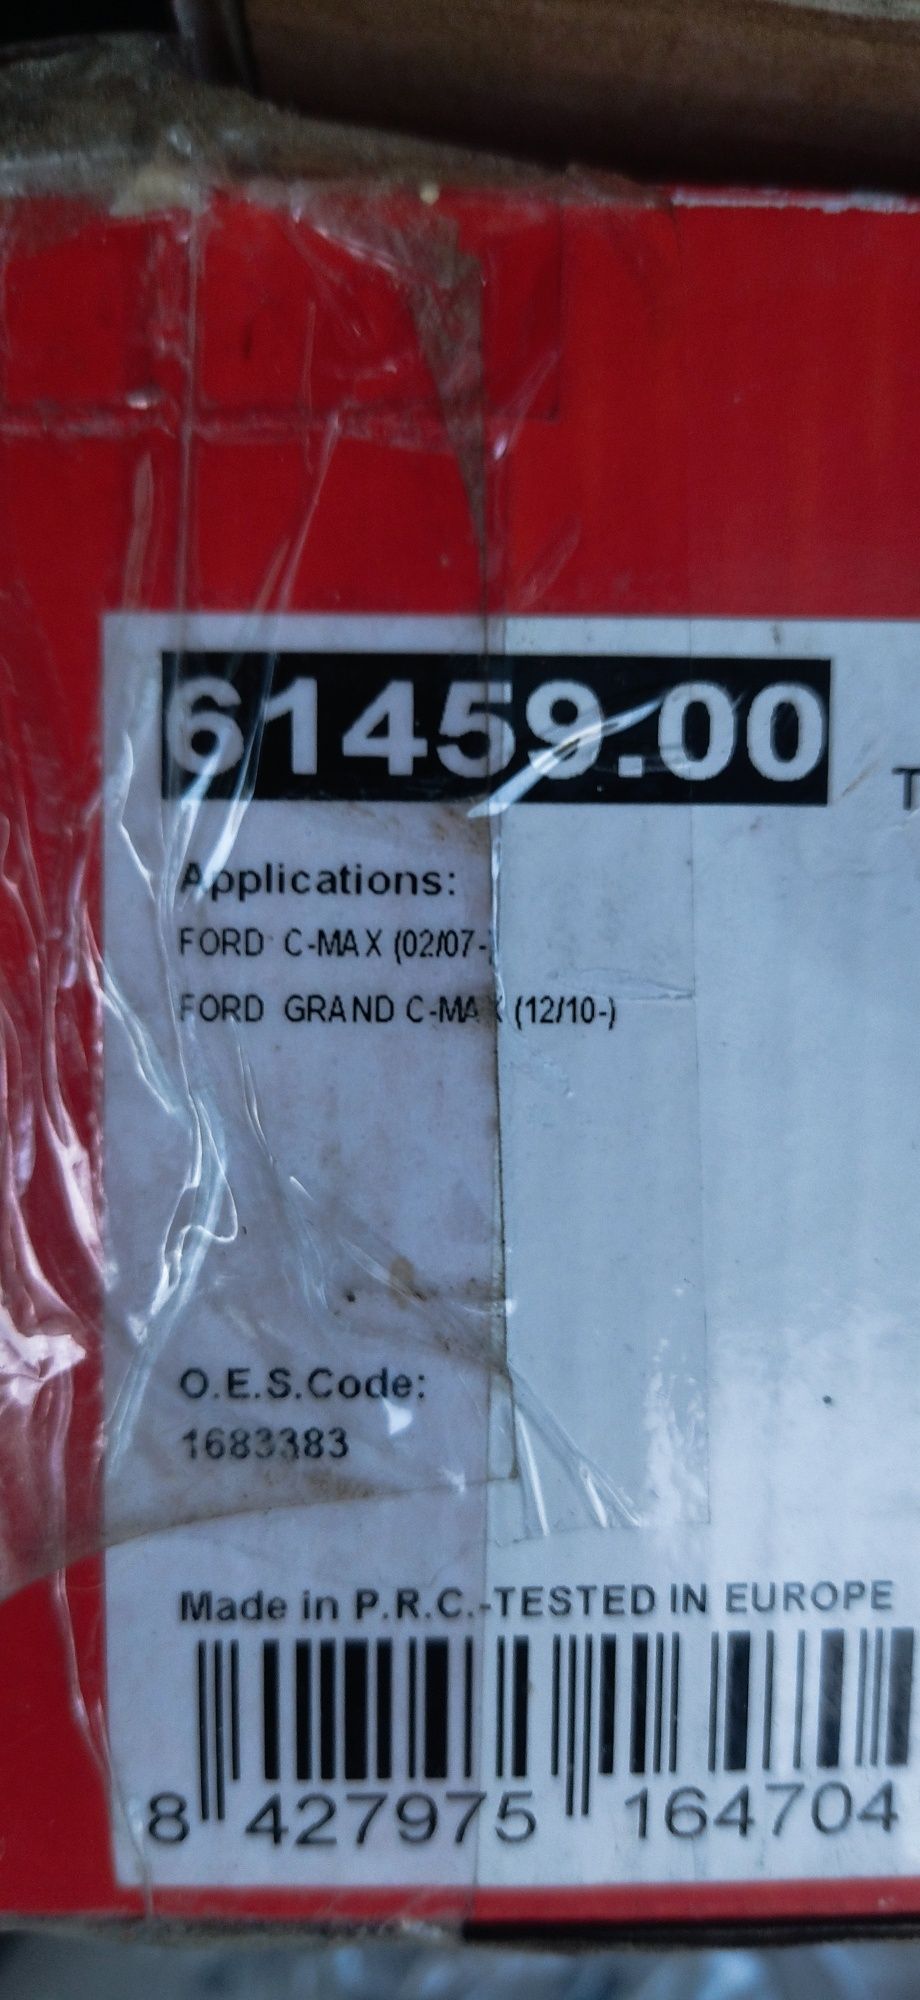 61459.00
T
Applications:
FORD C-MAX (02/07-)
FORD GRAND C-MAX (12/10-)
O.E.S.Code:
1683383
Made in P.R.C.-TESTED IN EUROPE
8 427975 164704